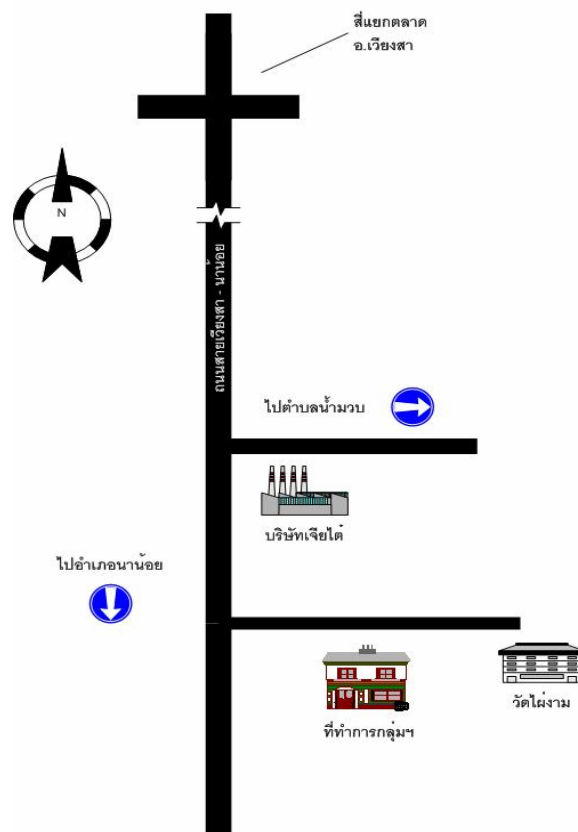 สี่แยกตลาด
อ.เวียงสา
N
ถนนสายเวียงสา - นาน้อย
ไปตำบลน้ำมวบ
บริษัทเจียไต๋
ไปอำเภอนาน้อย
วัดไผ่งาม
ที่ทำการกลุ่มฯ